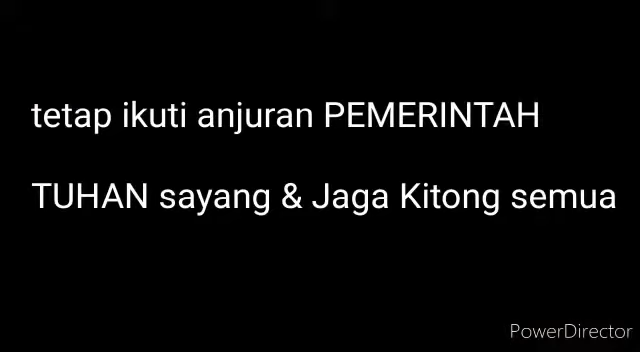 tetap ikuti anjuran PEMERINTAH
TUHAN sayang & Jaga Kitong semua
PowerDirector